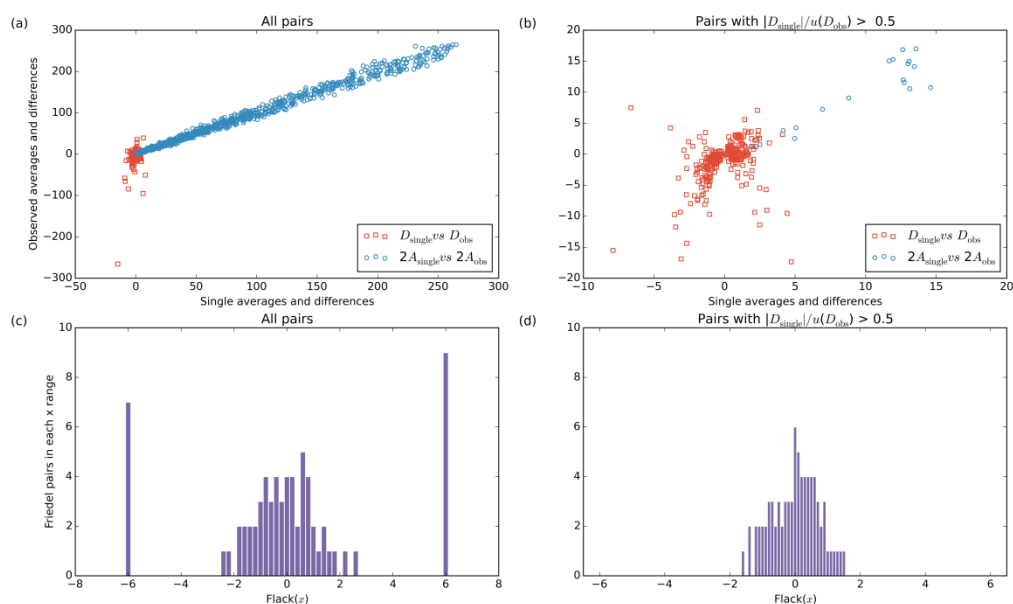 (a)
All pairs
300
200
100
0
−100
−200
−300
Observed averages and differences
D_single vs D_obs
2A_single vs 2A_obs
−50 0 50 100 150 200 250 300
Single averages and differences
(b)
Pairs with |D_single|/u(D_obs) > 0.5
20
15
10
5
0
−5
−10
−15
−20
D_single vs D_obs
2A_single vs 2A_obs
−10 −5 0 5 10 15 20
Single averages and differences
(c)
All pairs
10
8
6
4
2
0
Friedel pairs in each x range
−8 −6 −4 −2 0 2 4 6 8
Flack(x)
(d)
Pairs with |D_single|/u(D_obs) > 0.5
10
8
6
4
2
0
−6 −4 −2 0 2 4 6
Flack(x)